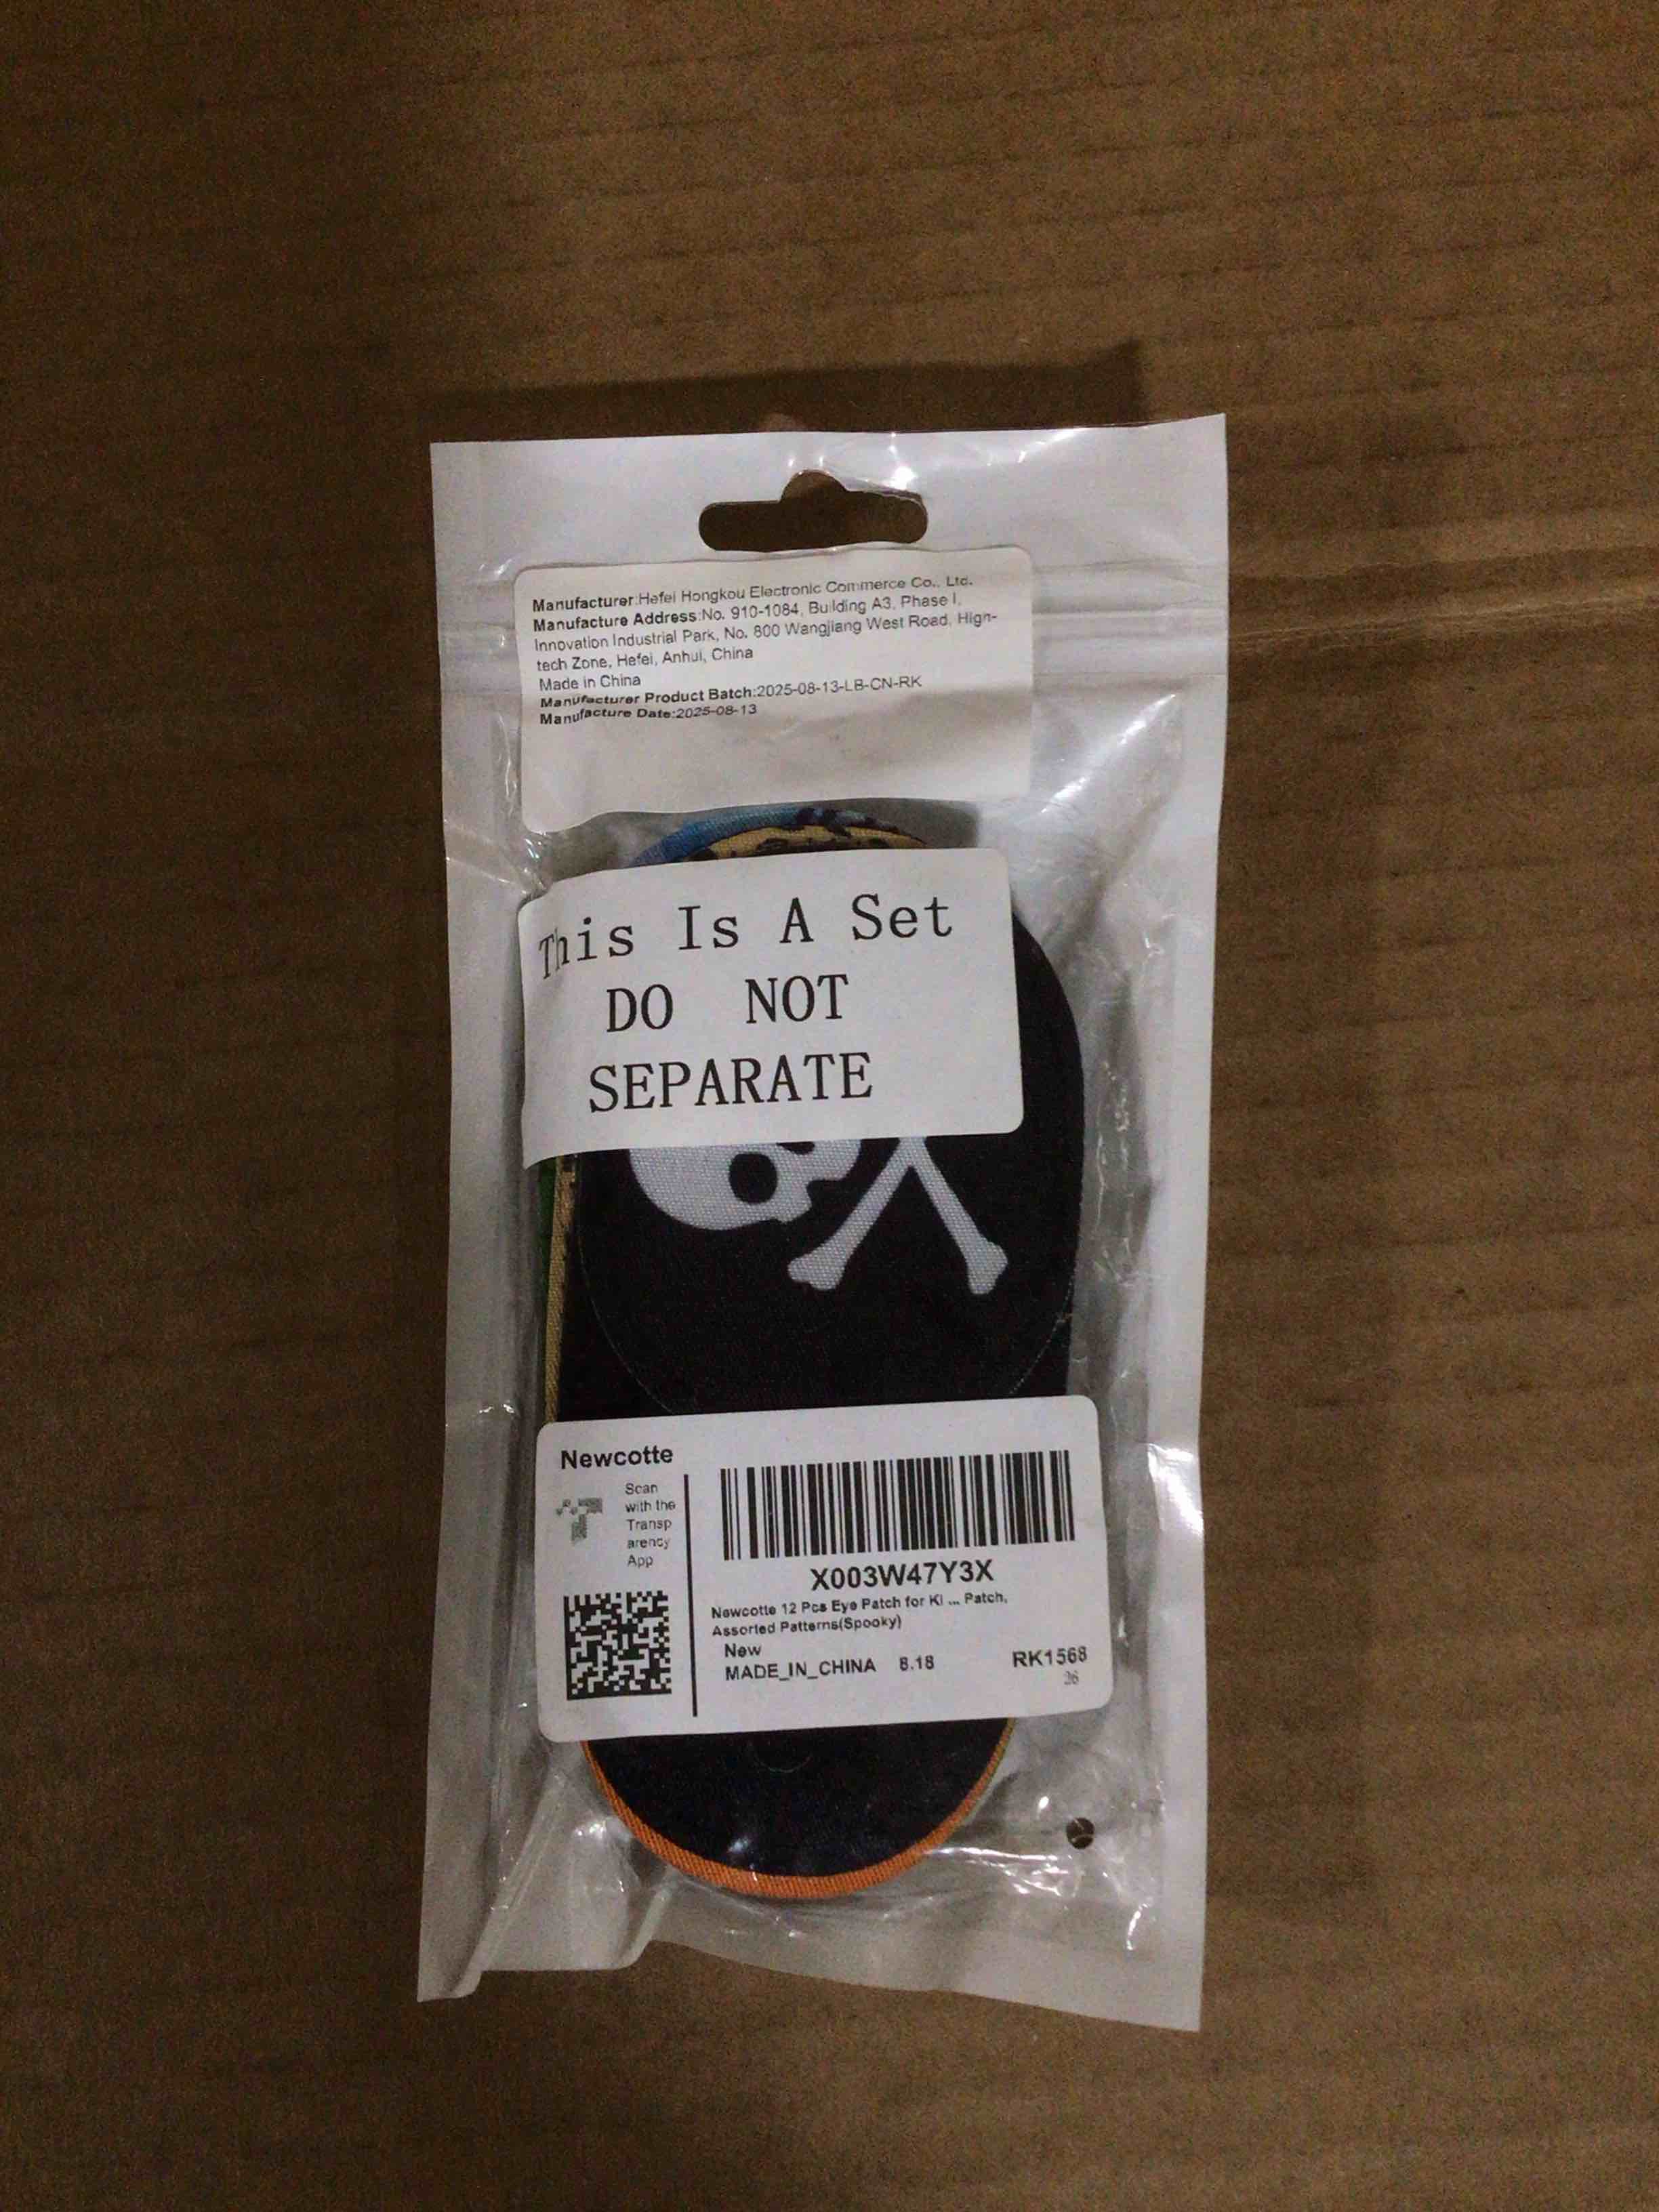 Manufacturer:Hefei Hongkou Electronic Commerce Co., Ltd.
Manufacture Address:No. 910-1084, Building A3, Phase I,
Innovation Industrial Park, No. 800 Wangjiang West Road, High-
tech Zone, Hefei, Anhui, China
Made in China
Manufacturer Product Batch:2025-08-13-LB-CN-RK
Manufacture Date:2025-08-13
This Is A Set
DO NOT
SEPARATE
Newcotte
Scan
with the
Transp
arency
App
X003W47Y3X
Newcotte 12 Pcs Eye Patch for Ki ... Patch,
Assorted Patterns(Spooky)
New
MADE_IN_CHINA 8.18
RK1568
26